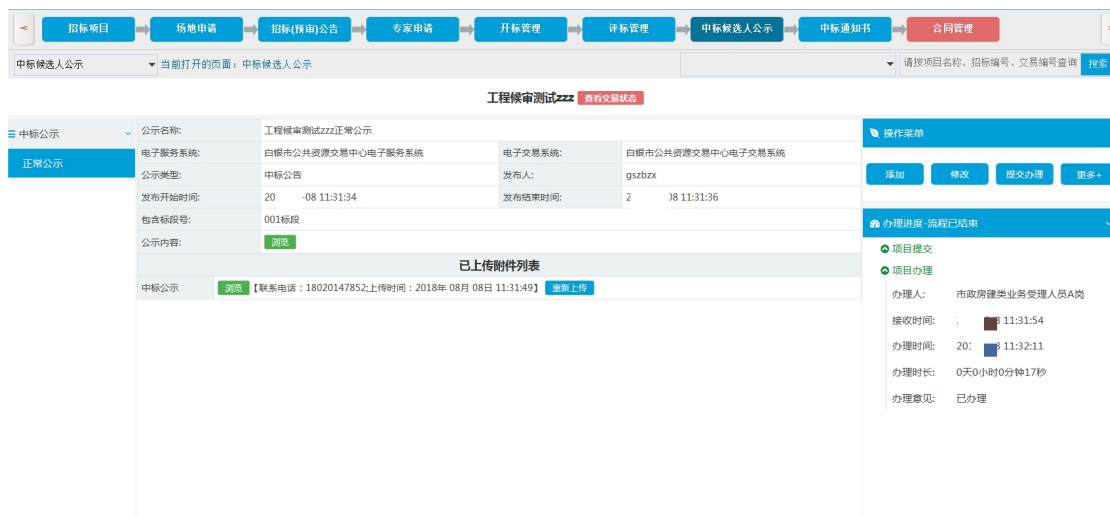 招标项目 场地申请 招标(预审)公告 专家申请 开标管理 评标管理 中标候选人公示 中标通知书 合同管理
中标候选人公示 当前打开的页面：中标候选人公示 请按项目名称、招标编号、交易编号查询 搜索
工程候审测试zzz 查看交易状态
中标公示
正常公示
公示名称: 工程候审测试zzz正常公示
电子服务系统: 白银市公共资源交易中心电子服务系统 电子交易系统: 白银市公共资源交易中心电子交易系统
公示类型: 中标公告 发布人: gszbzx
发布开始时间: 20 -08 11:31:34 发布结束时间: 2 08 11:31:36
包含标段号: 001标段
公示内容: 浏览
已上传附件列表
中标公示 浏览 【联系电话：18020147852;上传时间：2018年 08月 08日 11:31:49】 重新上传
操作菜单
添加 修改 提交办理 更多+
办理进度-流程已结束
项目提交
项目办理
办理人: 市政房建类业务受理人员A岗
接收时间: 8 11:31:54
办理时间: 201 8 11:32:11
办理时长: 0天0小时0分钟17秒
办理意见: 已办理